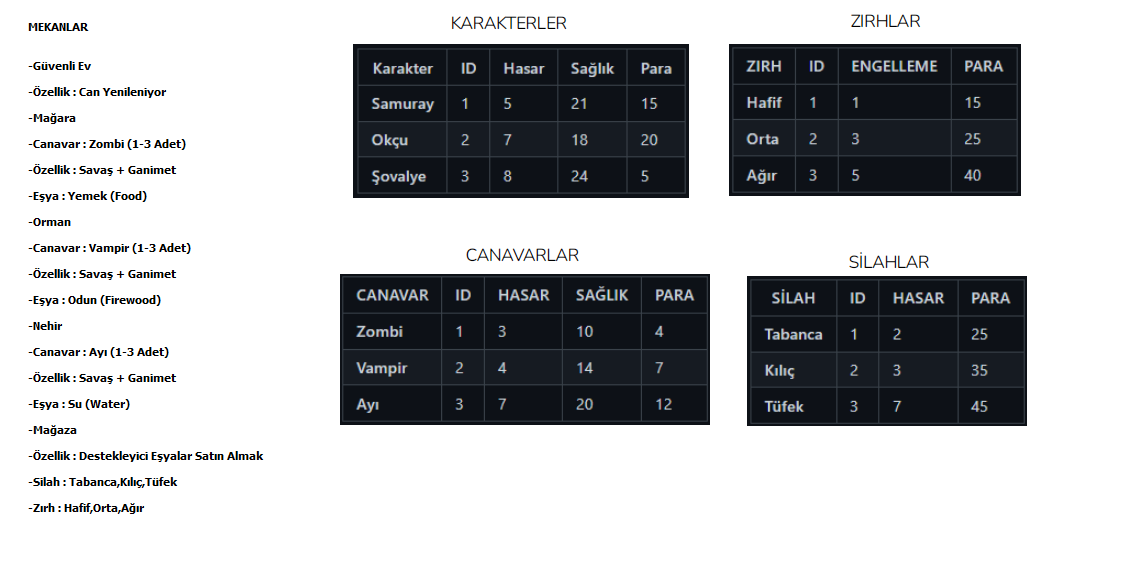 MEKANLAR
-Güvenli Ev
-Özellik : Can Yenileniyor
-Mağara
-Canavar : Zombi (1-3 Adet)
-Özellik : Savaş + Ganimet
-Eşya : Yemek (Food)
-Orman
-Canavar : Vampir (1-3 Adet)
-Özellik : Savaş + Ganimet
-Eşya : Odun (Firewood)
-Nehir
-Canavar : Ayı (1-3 Adet)
-Özellik : Savaş + Ganimet
-Eşya : Su (Water)
-Mağaza
-Özellik : Destekleyici Eşyalar Satın Almak
-Silah : Tabanca,Kılıç,Tüfek
-Zırh : Hafif,Orta,Ağır
KARAKTERLER
Karakter ID Hasar Sağlık Para
Samuray 1 5 21 15
Okçu 2 7 18 20
Şovalye 3 8 24 5
ZIRHLAR
ZIRH ID ENGELLEME PARA
Hafif 1 1 15
Orta 2 3 25
Ağır 3 5 40
CANAVARLAR
CANAVAR ID HASAR SAĞLIK PARA
Zombi 1 3 10 4
Vampir 2 4 14 7
Ayı 3 7 20 12
SİLAHLAR
SİLAH ID HASAR PARA
Tabanca 1 2 25
Kılıç 2 3 35
Tüfek 3 7 45